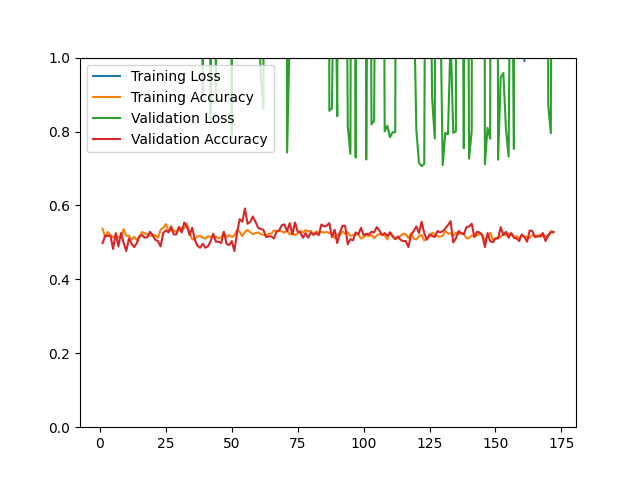 Training Loss
Training Accuracy
Validation Loss
Validation Accuracy
1.0
0.8
0.6
0.4
0.2
0.0
0 25 50 75 100 125 150 175